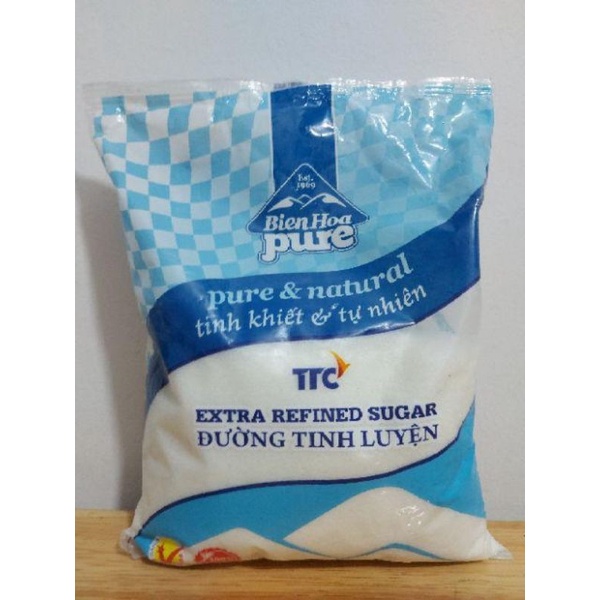 Est.
1969
Bien Hoa
pure
pure & natural
tinh khiết & tự nhiên
TTC
EXTRA REFINED SUGAR
ĐƯỜNG TINH LUYỆN